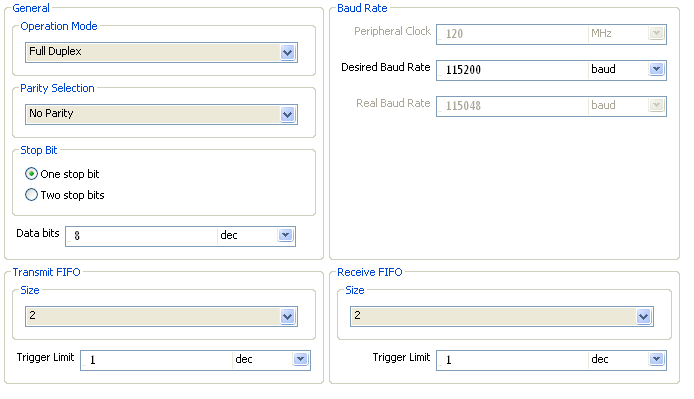 General
Operation Mode
Full Duplex
Parity Selection
No Parity
Stop Bit
One stop bit
Two stop bits
Data bits 8 dec
Baud Rate
Peripheral Clock 120 MHz
Desired Baud Rate 115200 baud
Real Baud Rate 115048 baud
Transmit FIFO
Size
2
Trigger Limit 1 dec
Receive FIFO
Size
2
Trigger Limit 1 dec